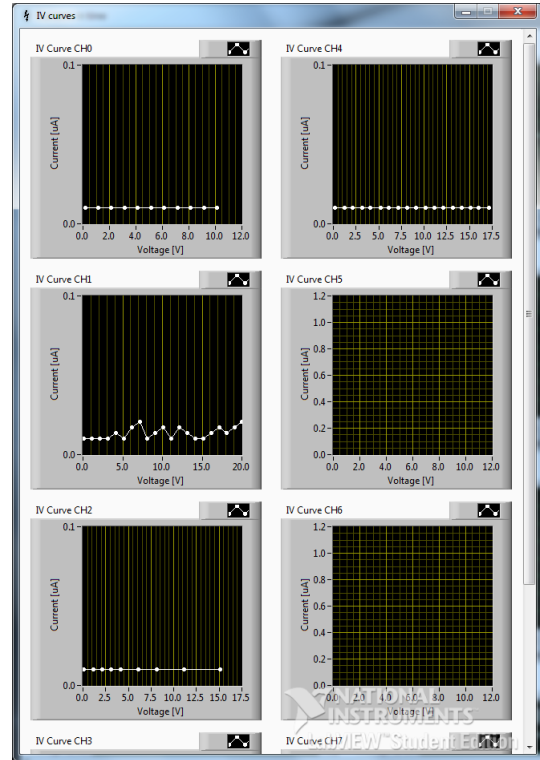 IV curves
IV Curve CH0
0.1
Current [uA]
0.0
0.0 2.0 4.0 6.0 8.0 10.0 12.0
Voltage [V]
IV Curve CH4
0.1
Current [uA]
0.0
0.0 2.5 5.0 7.5 10.0 12.5 15.0 17.5
Voltage [V]
IV Curve CH1
0.1
Current [uA]
0.0
0.0 5.0 10.0 15.0 20.0
Voltage [V]
IV Curve CH5
1.2
1.0
0.8
0.6
0.4
0.2
0.0
Current [uA]
0.0 2.0 4.0 6.0 8.0 10.0 12.0
Voltage [V]
IV Curve CH2
0.1
Current [uA]
0.0
0.0 2.5 5.0 7.5 10.0 12.5 15.0 17.5
Voltage [V]
IV Curve CH6
1.2
1.0
0.8
0.6
0.4
0.2
0.0
Current [uA]
0.0 2.0 4.0 6.0 8.0 10.0 12.0
Voltage [V]
NATIONAL
INSTRUMENTS
LabVIEW™ Student Edition
IV Curve CH3
IV Curve CH7